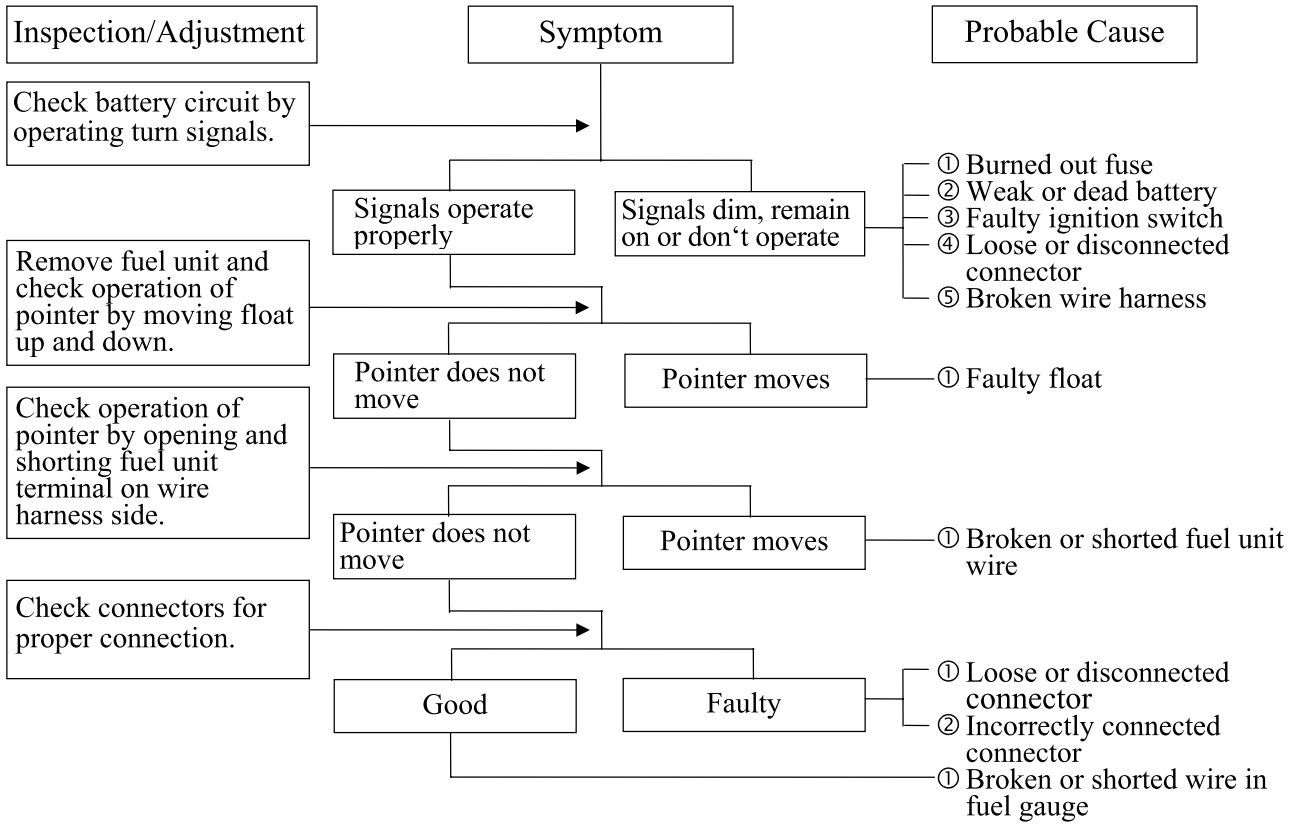 Inspection/Adjustment
Symptom
Probable Cause
Check battery circuit by
operating turn signals.
Signals operate
properly
Signals dim, remain
on or don‘t operate
① Burned out fuse
② Weak or dead battery
③ Faulty ignition switch
④ Loose or disconnected
connector
⑤ Broken wire harness
Remove fuel unit and
check operation of
pointer by moving float
up and down.
Pointer does not
move
Pointer moves
① Faulty float
Check operation of
pointer by opening and
shorting fuel unit
terminal on wire
harness side.
Pointer does not
move
Pointer moves
① Broken or shorted fuel unit
wire
Check connectors for
proper connection.
Good
Faulty
① Loose or disconnected
connector
② Incorrectly connected
connector
① Broken or shorted wire in
fuel gauge